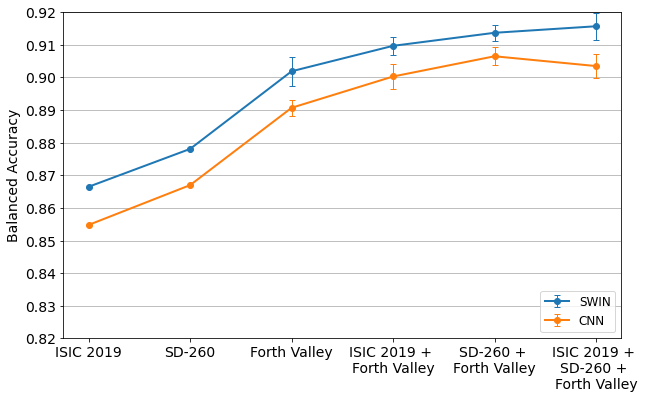 0.92
0.91
0.90
0.89
0.88
0.87
0.86
0.85
0.84
0.83
0.82
Balanced Accuracy
SWIN
CNN
ISIC 2019
SD-260
Forth Valley
ISIC 2019 +
Forth Valley
SD-260 +
Forth Valley
ISIC 2019 +
SD-260 +
Forth Valley